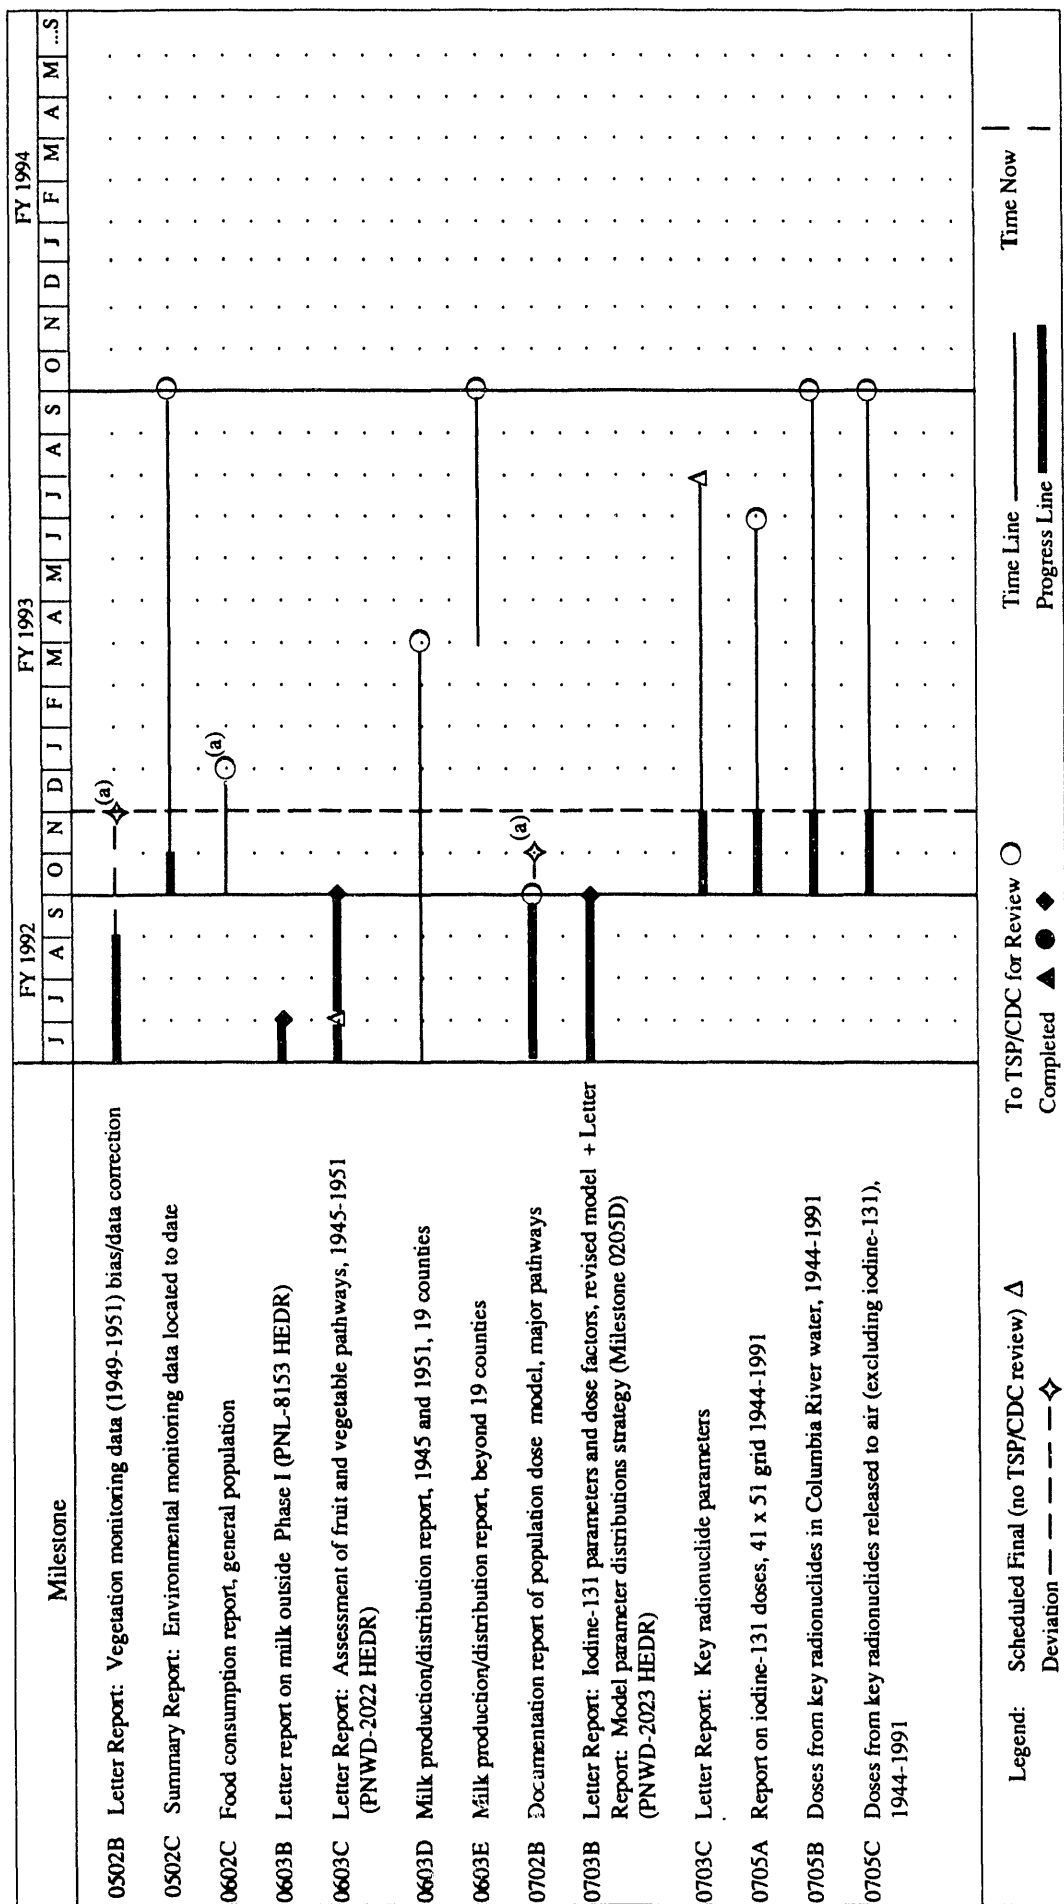 Milestone
FY 1992
FY 1993
FY 1994
J J A S O N D J F M A M J J A S O N D J F M A M ...S
0502B Letter Report: Vegetation monitoring data (1949-1951) bias/data correction
(a)
0502C Summary Report: Environmental monitoring data located to date
0602C Food consumption report, general population
(a)
0603B Letter report on milk outside Phase I (PNL-8153 HEDR)
0603C Letter Report: Assessment of fruit and vegetable pathways, 1945-1951
(PNWD-2022 HEDR)
0603D Milk production/distribution report, 1945 and 1951, 19 counties
0603E Milk production/distribution report, beyond 19 counties
0702B Documentation report of population dose model, major pathways
(a)
0703B Letter Report: Iodine-131 parameters and dose factors, revised model + Letter
Report: Model parameter distributions strategy (Milestone 0205D)
(PNWD-2023 HEDR)
0703C Letter Report: Key radionuclide parameters
0705A Report on iodine-131 doses, 41 x 51 grid 1944-1991
0705B Doses from key radionuclides in Columbia River water, 1944-1991
0705C Doses from key radionuclides released to air (excluding iodine-131),
1944-1991
Legend: Scheduled Final (no TSP/CDC review) To TSP/CDC for Review Time Line Time Now
Deviation Completed Progress Line